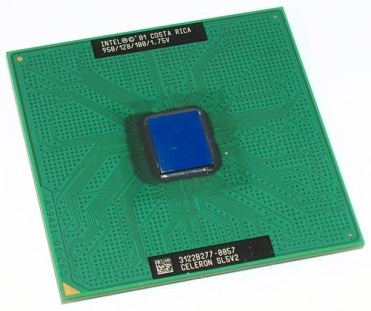 INTEL®©'01 COSTA RICA
950/128/100/1.75V
31228277-0057
CELERON SL5V2